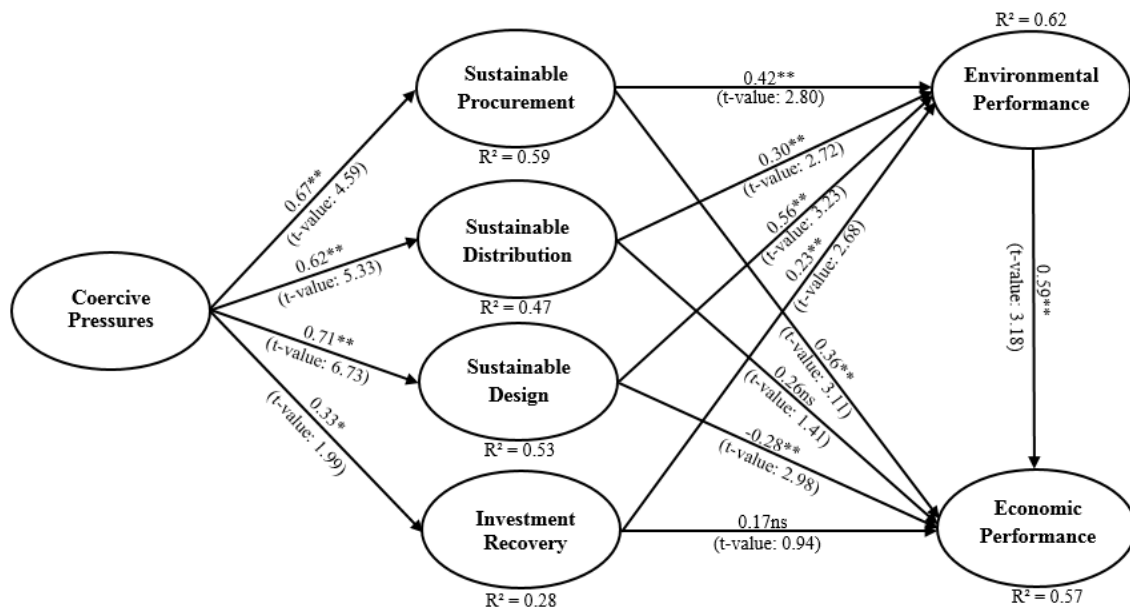 R² = 0.62
Sustainable
Procurement
R² = 0.59
Environmental
Performance
0.42**
(t-value: 2.80)
0.67**
(t-value: 4.59)
0.30**
(t-value: 2.72)
Sustainable
Distribution
R² = 0.47
0.56**
(t-value: 3.23)
0.62**
(t-value: 5.33)
0.23**
(t-value: 2.68)
Coercive
Pressures
0.59**
(t-value: 3.18)
0.71**
(t-value: 6.73)
Sustainable
Design
R² = 0.53
0.36**
(t-value: 3.11)
0.26ns
(t-value: 1.41)
-0.28**
(t-value: 2.98)
0.33*
(t-value: 1.99)
Investment
Recovery
R² = 0.28
0.17ns
(t-value: 0.94)
Economic
Performance
R² = 0.57